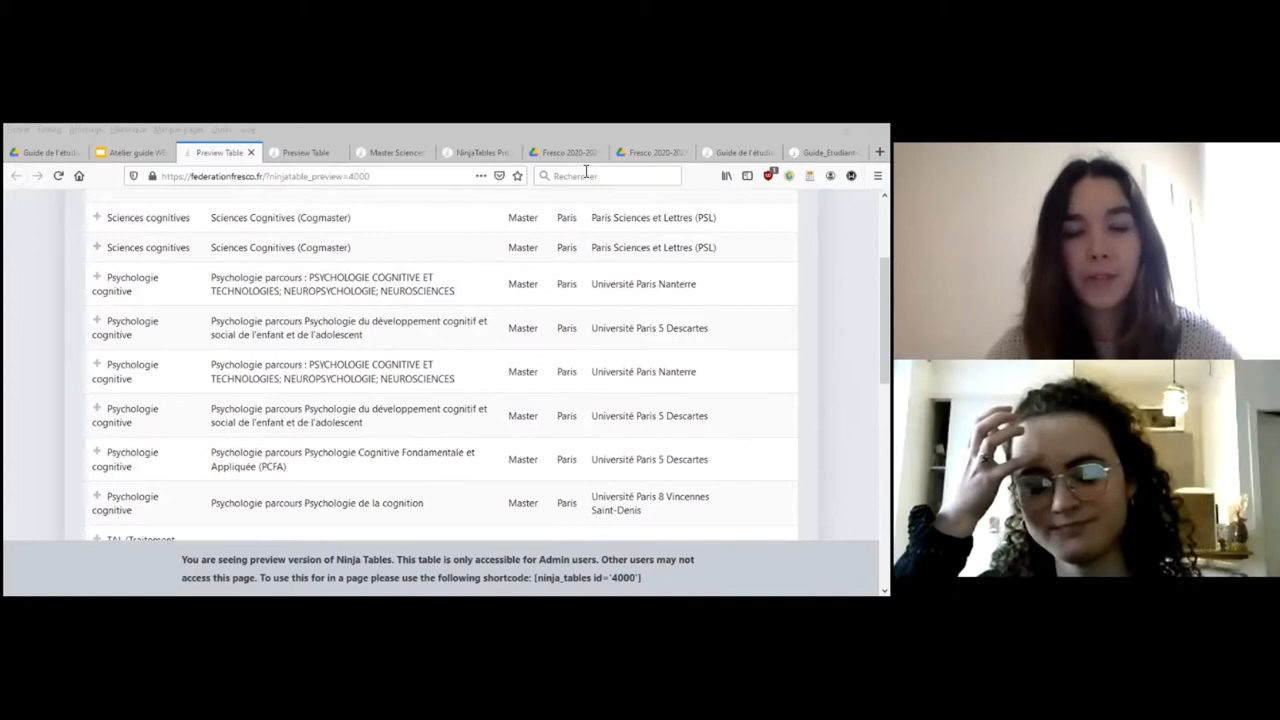 Guide de l'étudi
Atelier guide WE
Preview Table
Preview Table
Master Science
NinjaTables Pre
Fresco 2020-202
Fresco 2020-202
Guide de l'étudi
Guide_Etudiant
https://federationfresco.fr/?ninjatable_preview=4000
Rechercher
Sciences cognitives Sciences Cognitives (Cogmaster) Master Paris Paris Sciences et Lettres (PSL)
Sciences cognitives Sciences Cognitives (Cogmaster) Master Paris Paris Sciences et Lettres (PSL)
Psychologie Psychologie parcours : PSYCHOLOGIE COGNITIVE ET
cognitive TECHNOLOGIES; NEUROPSYCHOLOGIE; NEUROSCIENCES Master Paris Université Paris Nanterre
Psychologie Psychologie parcours Psychologie du développement cognitif et
cognitive social de l'enfant et de l'adolescent Master Paris Université Paris 5 Descartes
Psychologie Psychologie parcours : PSYCHOLOGIE COGNITIVE ET
cognitive TECHNOLOGIES; NEUROPSYCHOLOGIE; NEUROSCIENCES Master Paris Université Paris Nanterre
Psychologie Psychologie parcours Psychologie du développement cognitif et
cognitive social de l'enfant et de l'adolescent Master Paris Université Paris 5 Descartes
Psychologie Psychologie parcours Psychologie Cognitive Fondamentale et
cognitive Appliquée (PCFA) Master Paris Université Paris 5 Descartes
Psychologie Psychologie parcours Psychologie de la cognition Master Paris Université Paris 8 Vincennes
cognitive Saint-Denis
TAL (Traitement
You are seeing preview version of Ninja Tables. This table is only accessible for Admin users. Other users may not
access this page. To use this for in a page please use the following shortcode: [ninja_tables id='4000']